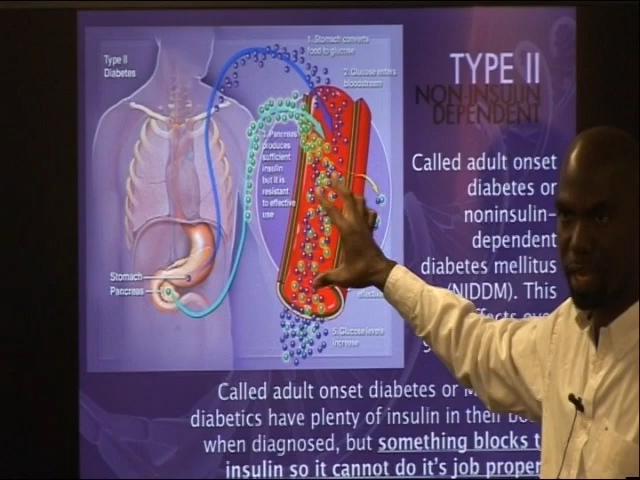 Type II
Diabetes
1. Stomach converts
food to glucose
2. Glucose enters
bloodstream
3. Pancreas
produces
sufficient
insulin
but it is
resistant
to effective
use
Stomach
Pancreas
5. Glucose levels
increase
TYPE II
NON-INSULIN
DEPENDENT
Called adult onset
diabetes or
noninsulin-
dependent
diabetes mellitus
(NIDDM). This
Called adult onset diabetes or
diabetics have plenty of insulin in their
when diagnosed, but something blocks
insulin so it cannot do it's job proper